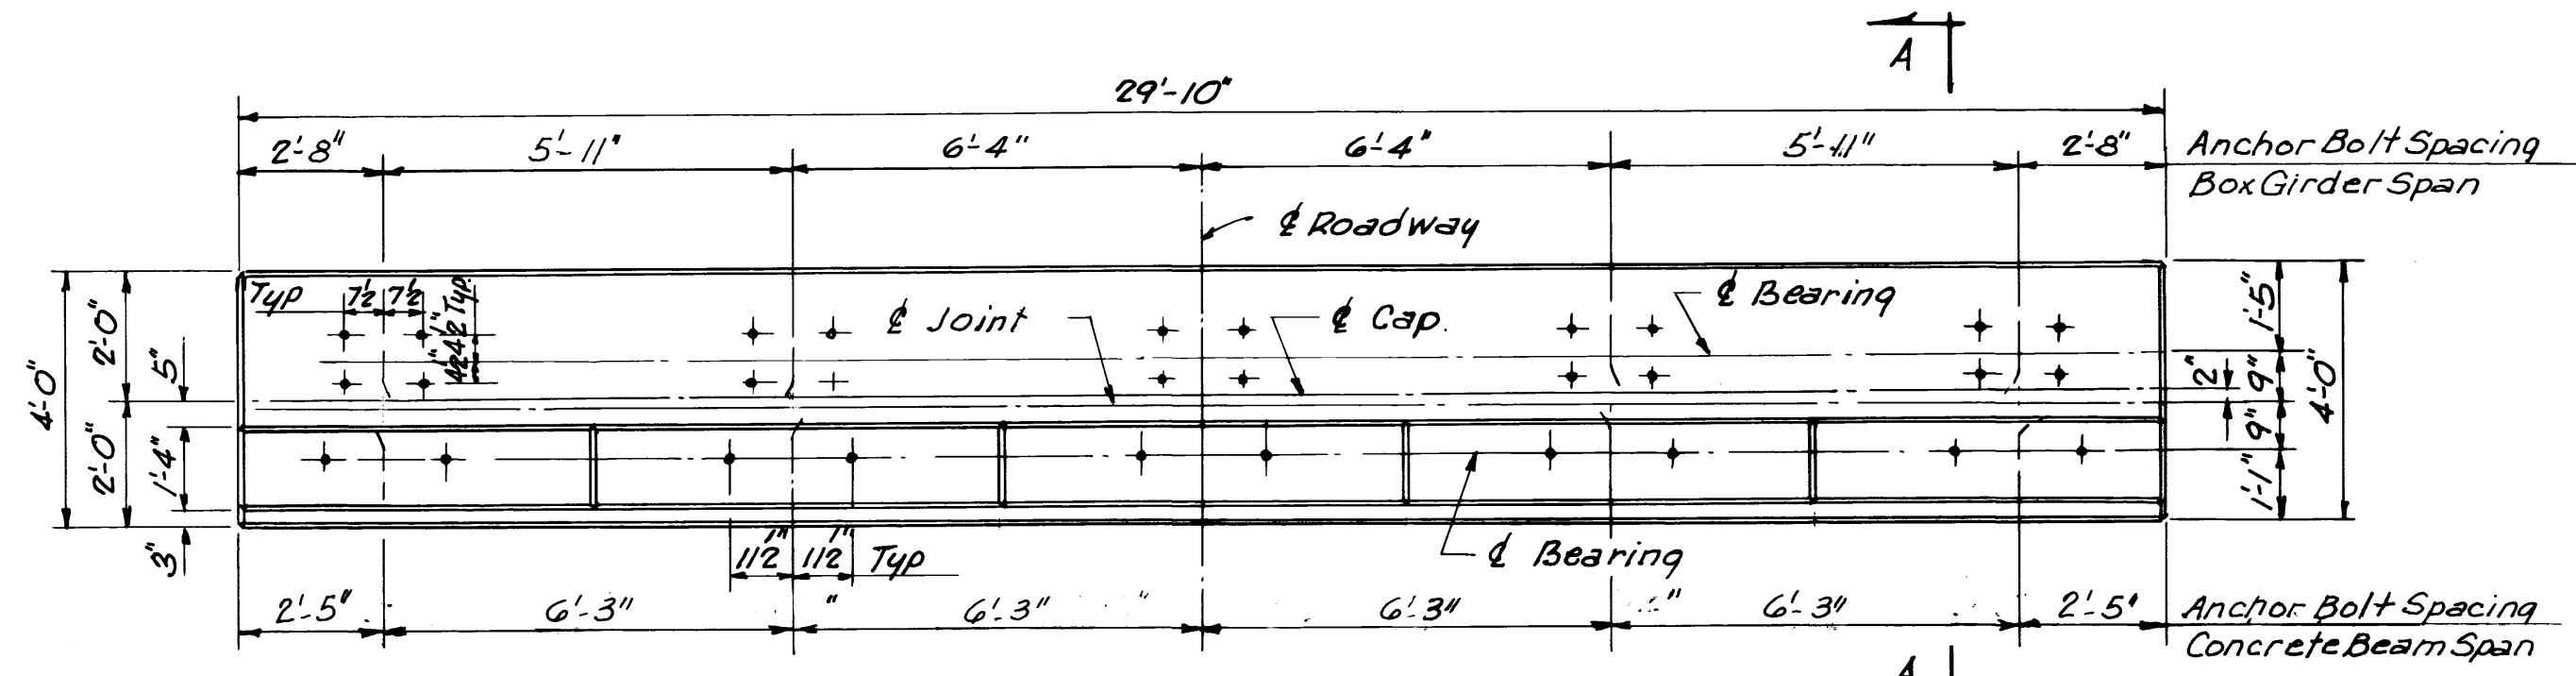 A
29'-10"
2'-8" 5'-11" 6'-4" 6'-4" 5'-11" 2'-8" Anchor Bolt Spacing
Box Girder Span
℄ Roadway
Typ 7½ 7½ 4½" 4½" Typ.
℄ Joint
℄ Cap.
℄ Bearing
4'-0"
2'-0"
5"
2'-0"
1'-4"
3"
1'-5"
2"
9"
9"
1'-1"
4'-0"
11½" 11½" Typ
℄ Bearing
2'-5" 6'-3" " 6'-3" " 6'-3" " 6'-3" 2'-5" Anchor Bolt Spacing
Concrete Beam Span
A